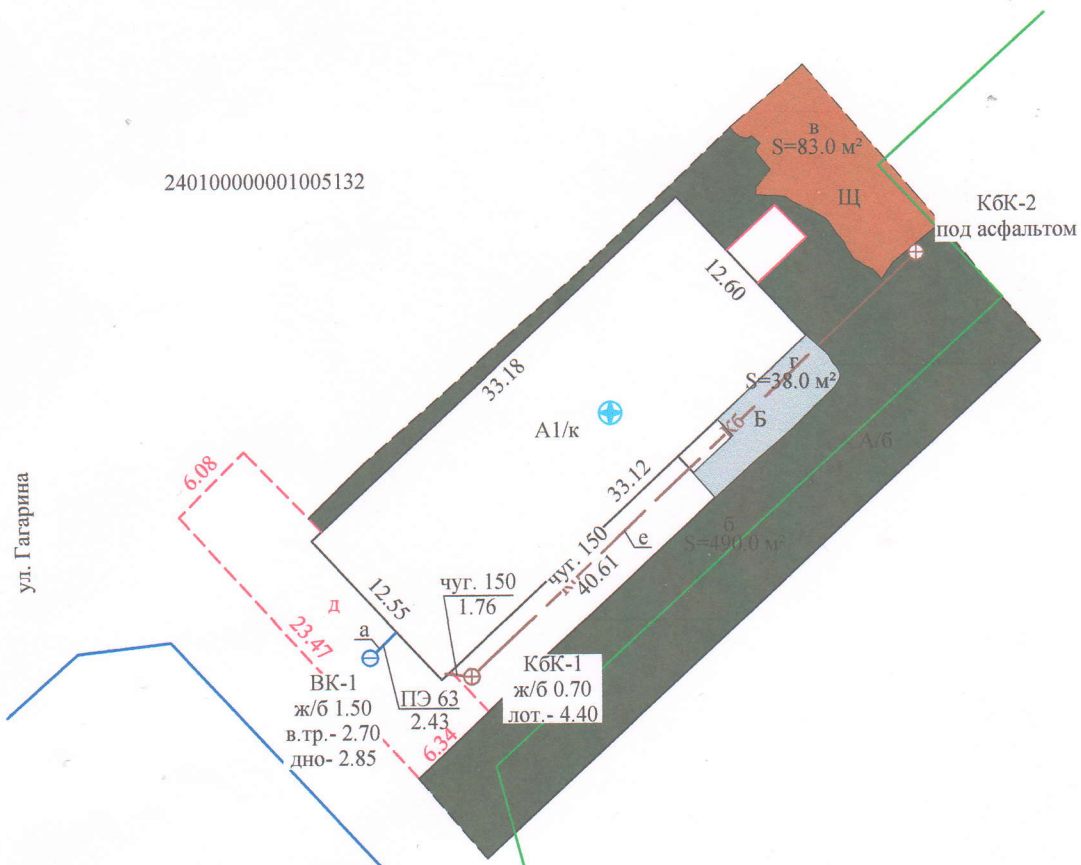 в
S=83.0 м²
240100000001005132
Щ
КбК-2
под асфальтом
12.60
33.18
г
S=38.0 м²
Б
А1/к
Кб
А/б
6.08
33.12
ул. Гагарина
б
S=490.0 м²
е
чуг. 150
40.61
чуг. 150
1.76
12.55
д
а
23.47
КбК-1
ж/б 0.70
лот.- 4.40
ВК-1
ж/б 1.50
в.тр.- 2.70
дно- 2.85
ПЭ 63
2.43
6.34